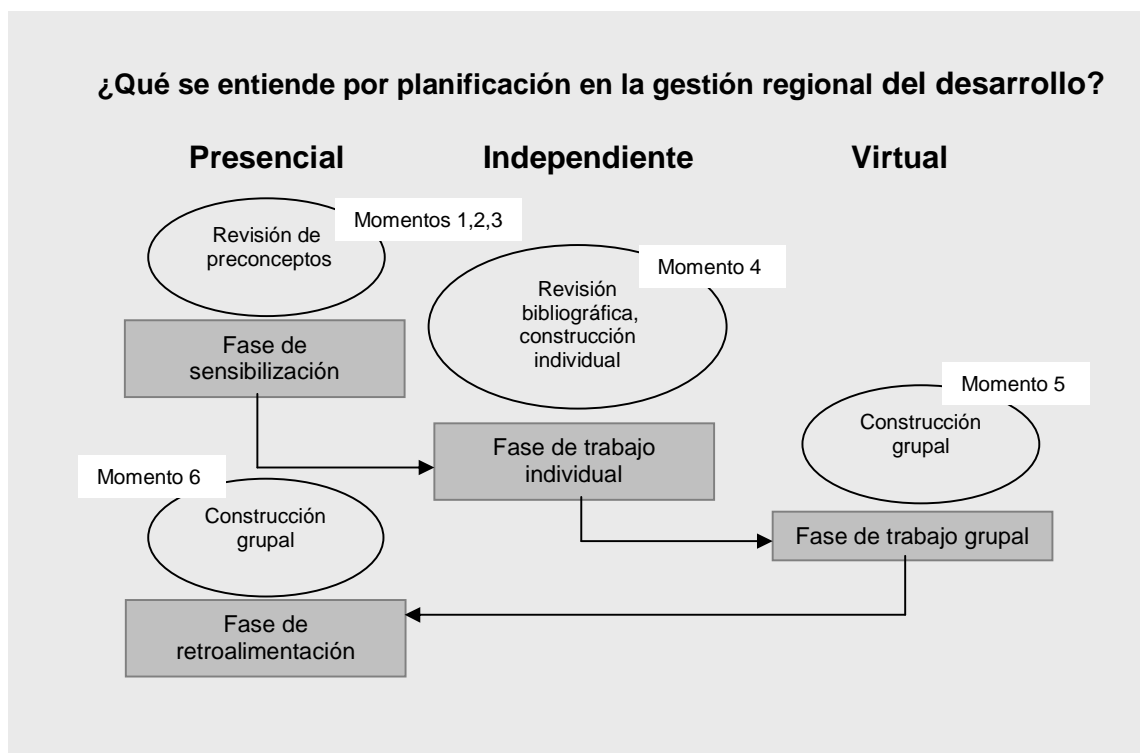 ¿Qué se entiende por planificación en la gestión regional del desarrollo?
Presencial
Independiente
Virtual
Momentos 1,2,3
Revisión de
preconceptos
Fase de
sensibilización
Momento 4
Revisión
bibliográfica,
construcción
individual
Fase de trabajo
individual
Momento 5
Construcción
grupal
Fase de trabajo grupal
Momento 6
Construcción
grupal
Fase de
retroalimentación